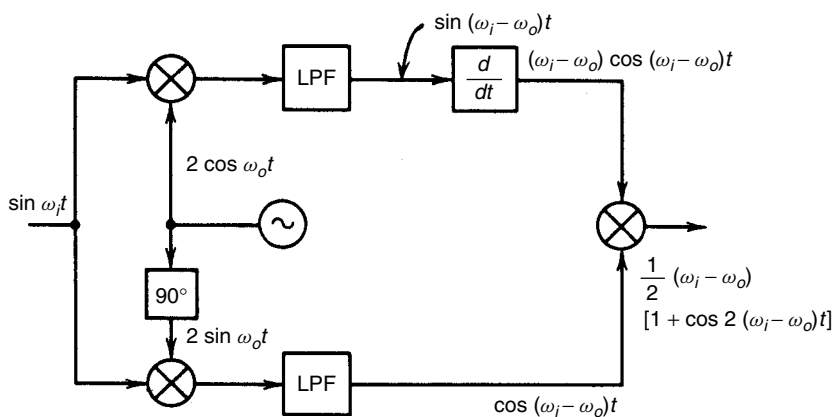 sin (ωᵢ – ωₒ)t
LPF
d
dt
(ωᵢ – ωₒ) cos (ωᵢ – ωₒ)t
2 cos ωₒt
sin ωᵢt
~
90°
1
2
(ωᵢ – ωₒ)
[1 + cos 2 (ωᵢ – ωₒ)t]
2 sin ωₒt
LPF
cos (ωᵢ – ωₒ)t